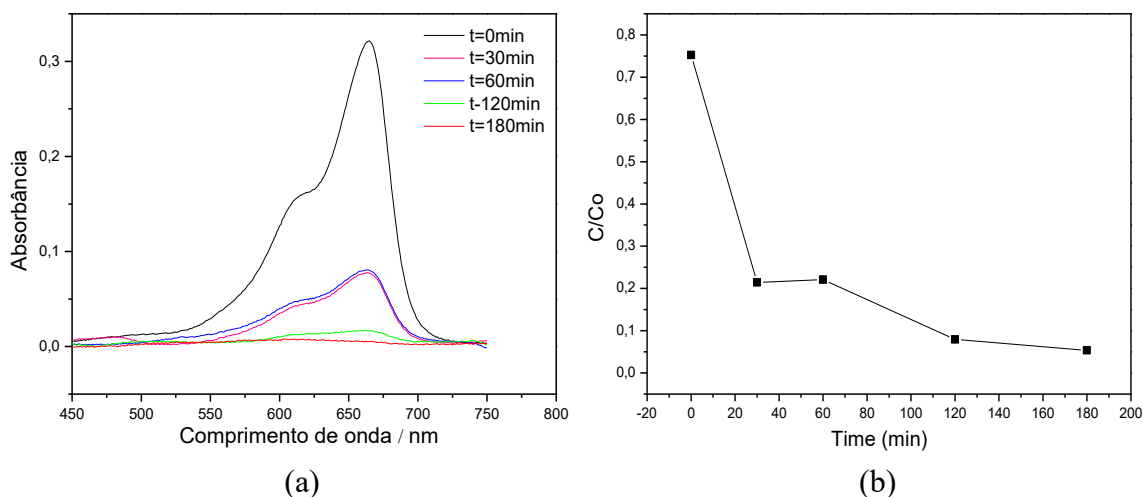 t=0min
t=30min
t=60min
t-120min
t=180min
0,3
0,2
0,1
0,0
Absorbância
450 500 550 600 650 700 750 800
Comprimento de onda / nm
(a)
0,8
0,7
0,6
0,5
0,4
0,3
0,2
0,1
0,0
C/Co
-20 0 20 40 60 80 100 120 140 160 180 200
Time (min)
(b)